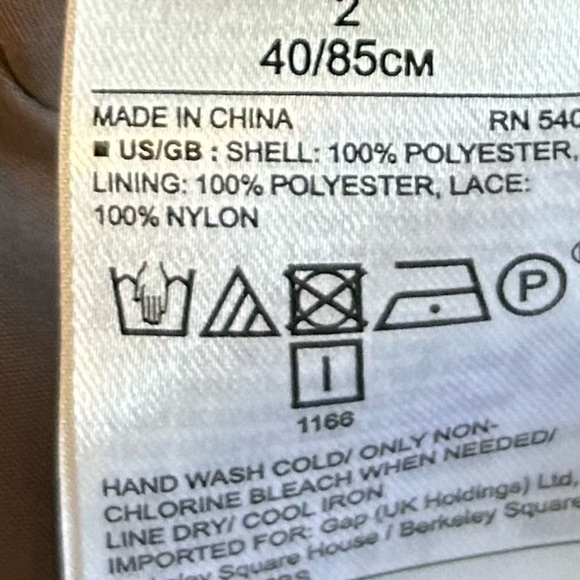 2
40/85CM
MADE IN CHINA RN 540
■ US/GB : SHELL: 100% POLYESTER,
LINING: 100% POLYESTER, LACE:
100% NYLON
P
1166
HAND WASH COLD/ ONLY NON-
CHLORINE BLEACH WHEN NEEDED/
LINE DRY/ COOL IRON
IMPORTED FOR: Gap (UK Holdings) Ltd,
Berkeley Square House / Berkeley Square